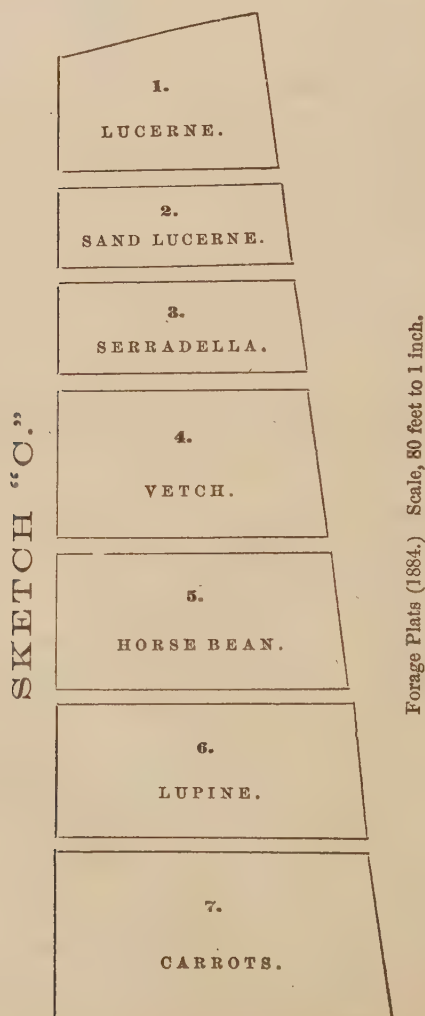 SKETCH "C."
1.
LUCERNE.
2.
SAND LUCERNE.
3.
SERRADELLA.
4.
VETCH.
5.
HORSE BEAN.
6.
LUPINE.
7.
CARROTS.
Forage Plats (1884.) Scale, 80 feet to 1 inch.